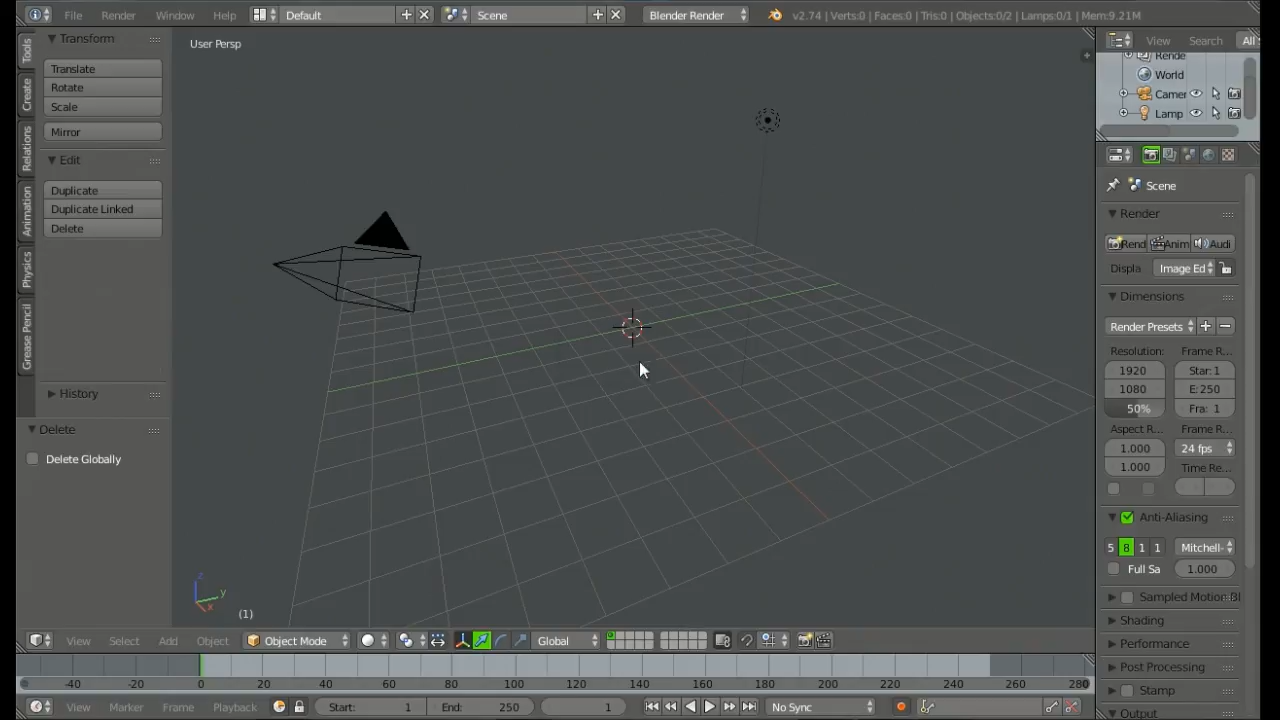 File Render Window Help Default Scene Blender Render v2.74 | Verts:0 | Faces:0 | Tris:0 | Objects:0/2 | Lamps:0/1 | Mem:9.21M
Transform
Translate
Rotate
Scale
Mirror
Edit
Duplicate
Duplicate Linked
Delete
History
Delete
Delete Globally
Tools
Create
Relations
Animation
Physics
Grease Pencil
User Persp
z
y
x
(1)
View Search All
Rende
World
Camer
Lamp
Scene
Render
Rend Anim Audi
Displa Image Ed
Dimensions
Render Presets
Resolution: Frame R...
1920 Star: 1
1080 E: 250
50% Fra: 1
Aspect R... Frame R...
1.000 24 fps
1.000 Time Re...
Anti-Aliasing
5 8 1 1 Mitchell-
Full Sa 1.000
Sampled Motion Bl
Shading
Performance
Post Processing
Stamp
Output
View Select Add Object Object Mode Global
-40 -20 0 20 40 60 80 100 120 140 160 180 200 220 240 260 280
View Marker Frame Playback Start: 1 End: 250 1 No Sync